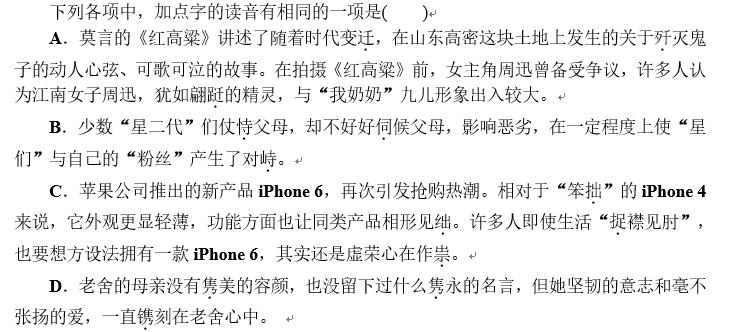 下列各项中，加点字的读音有相同的一项是(　　)
A．莫言的《红高粱》讲述了随着时代变迁，在山东高密这块土地上发生的关于歼灭鬼
子的动人心弦、可歌可泣的故事。在拍摄《红高粱》前，女主角周迅曾备受争议，许多人认
为江南女子周迅，犹如翩跹的精灵，与“我奶奶”九儿形象出入较大。
B．少数“星二代”们仗恃父母，却不好好伺候父母，影响恶劣，在一定程度上使“星
们”与自己的“粉丝”产生了对峙。
C．苹果公司推出的新产品 iPhone 6，再次引发抢购热潮。相对于“笨拙”的 iPhone 4
来说，它外观更显轻薄，功能方面也让同类产品相形见绌。许多人即使生活“捉襟见肘”，
也要想方设法拥有一款 iPhone 6，其实还是虚荣心在作祟。
D．老舍的母亲没有隽美的容颜，也没留下过什么隽永的名言，但她坚韧的意志和毫不
张扬的爱，一直镌刻在老舍心中。